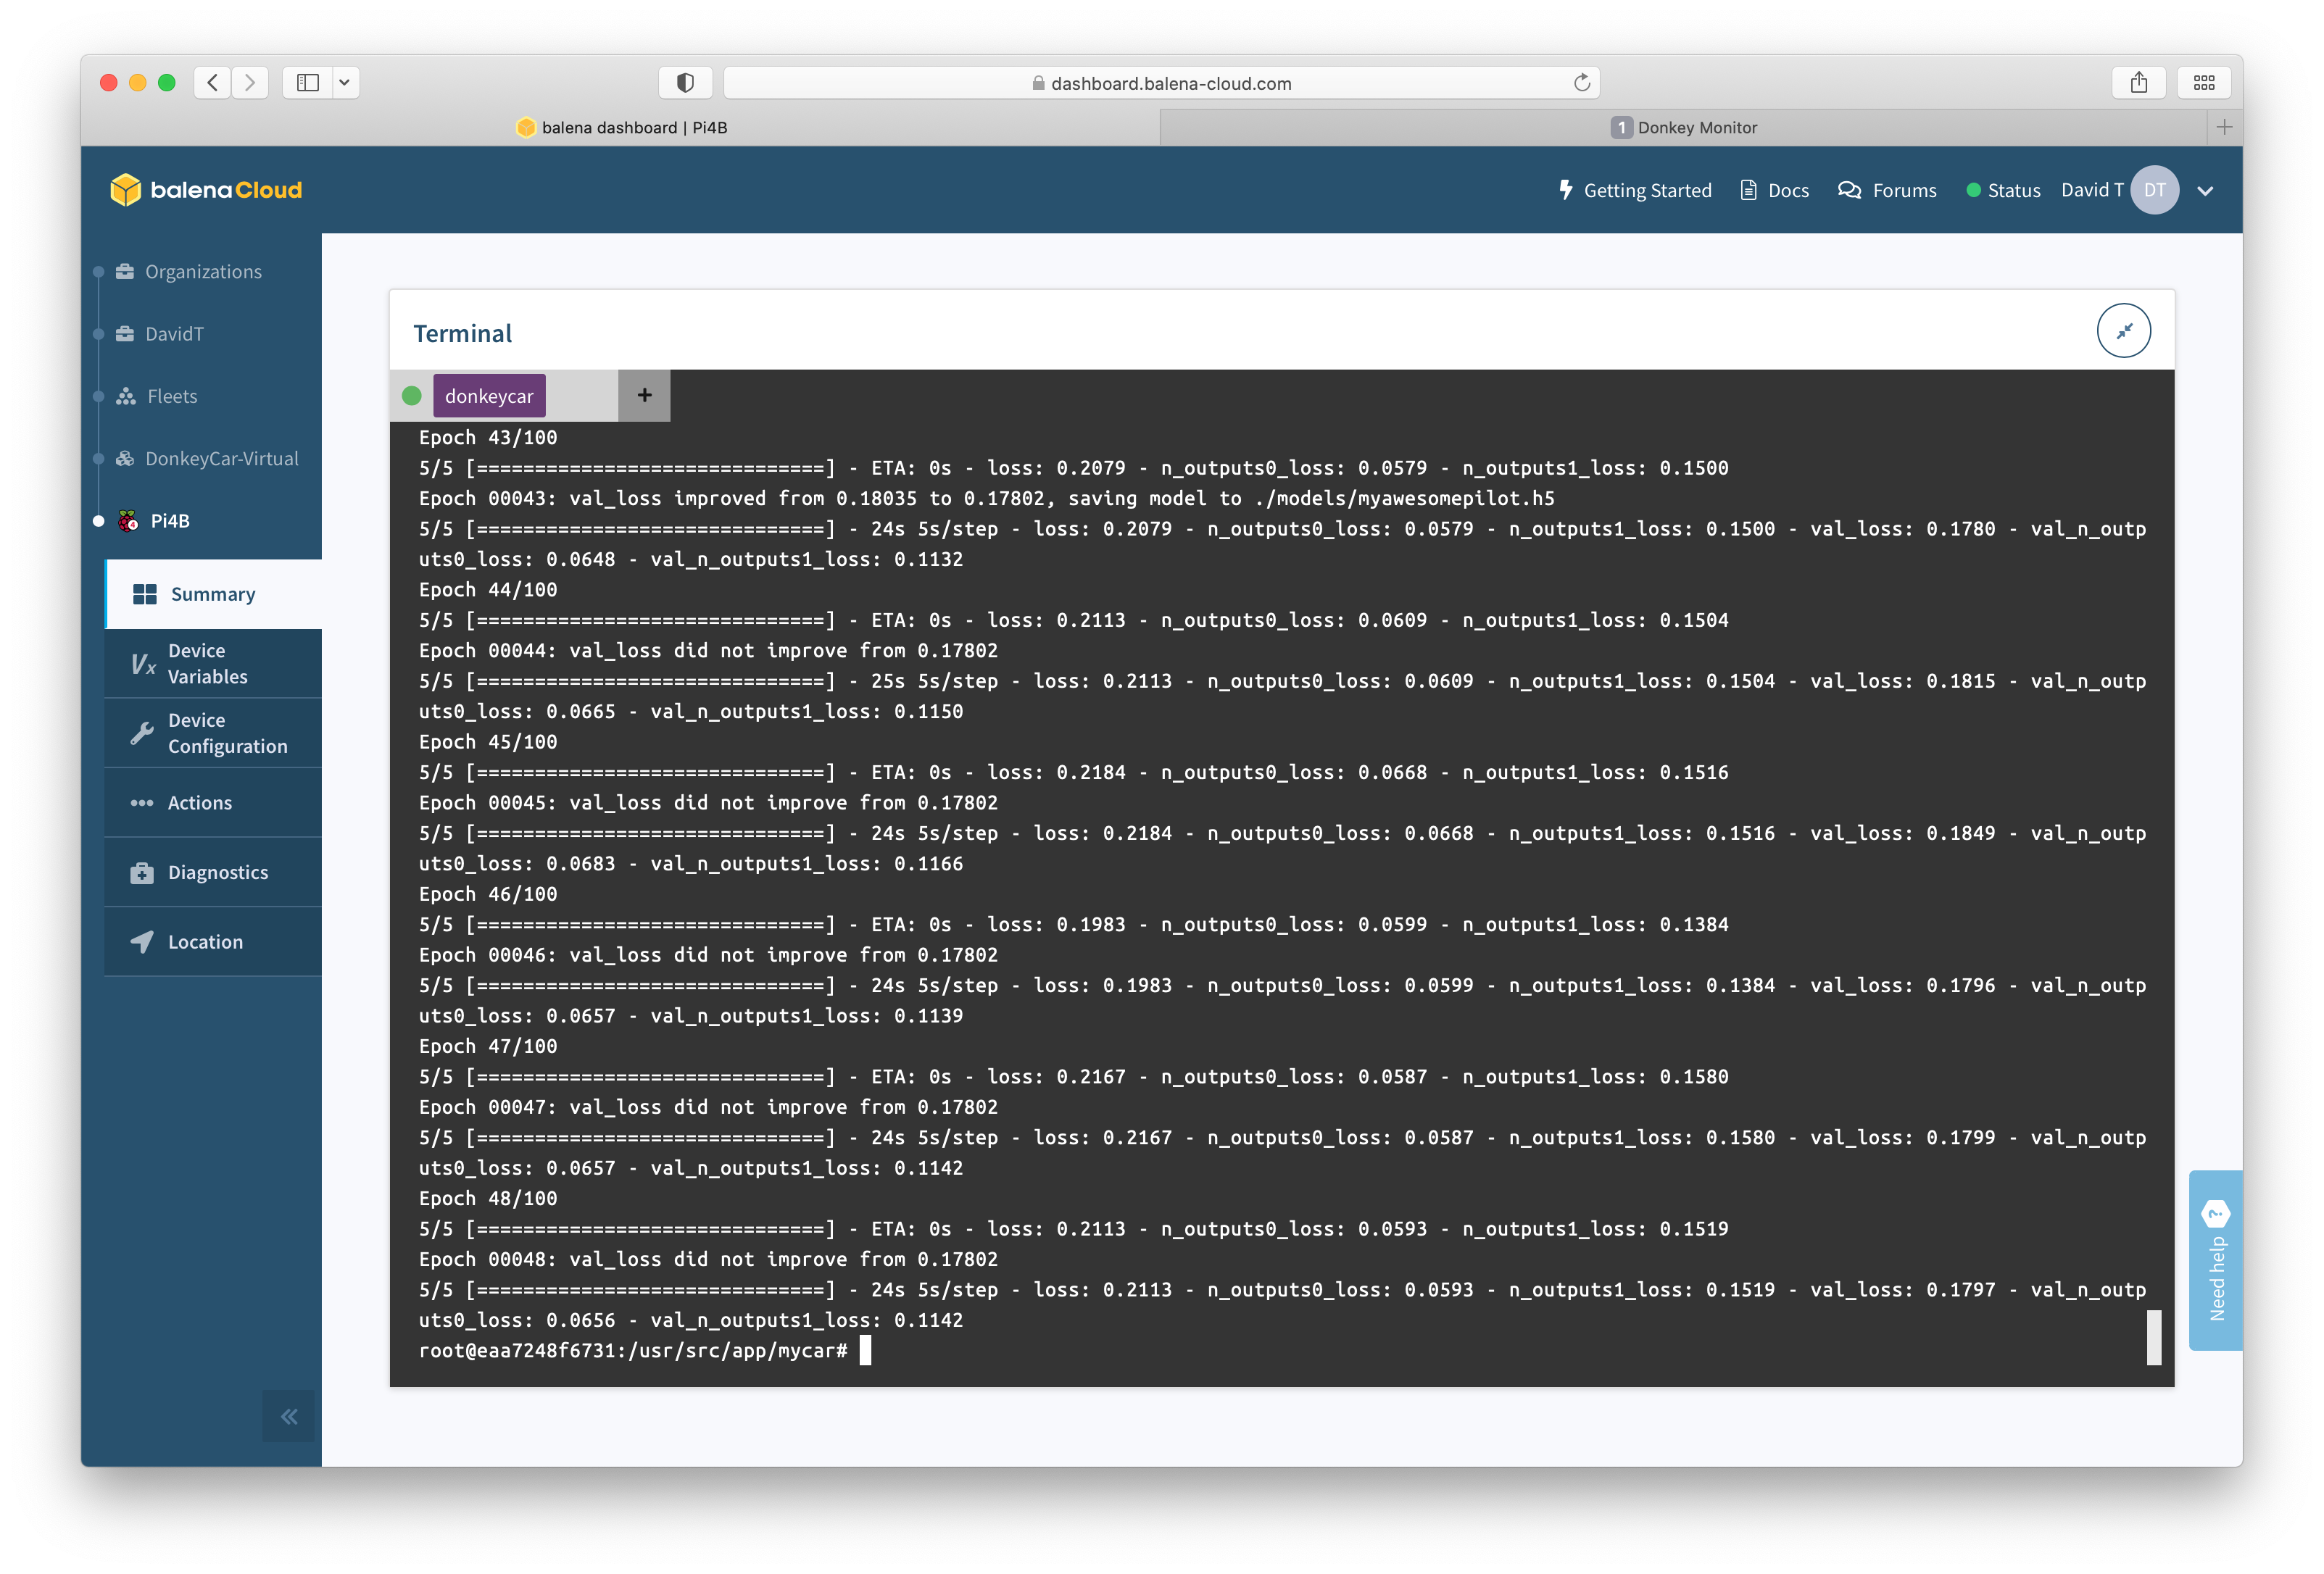 dashboard.balena-cloud.com
balena dashboard | Pi4B
1 Donkey Monitor
balenaCloud
Getting Started
Docs
Forums
Status
David T
DT
Organizations
DavidT
Fleets
DonkeyCar-Virtual
Pi4B
Summary
Vx Device
Variables
Device
Configuration
Actions
Diagnostics
Location
Terminal
donkeycar
+
Epoch 43/100
5/5 [==============================] - ETA: 0s - loss: 0.2079 - n_outputs0_loss: 0.0579 - n_outputs1_loss: 0.1500
Epoch 00043: val_loss improved from 0.18035 to 0.17802, saving model to ./models/myawesomepilot.h5
5/5 [==============================] - 24s 5s/step - loss: 0.2079 - n_outputs0_loss: 0.0579 - n_outputs1_loss: 0.1500 - val_loss: 0.1780 - val_n_outp
uts0_loss: 0.0648 - val_n_outputs1_loss: 0.1132
Epoch 44/100
5/5 [==============================] - ETA: 0s - loss: 0.2113 - n_outputs0_loss: 0.0609 - n_outputs1_loss: 0.1504
Epoch 00044: val_loss did not improve from 0.17802
5/5 [==============================] - 25s 5s/step - loss: 0.2113 - n_outputs0_loss: 0.0609 - n_outputs1_loss: 0.1504 - val_loss: 0.1815 - val_n_outp
uts0_loss: 0.0665 - val_n_outputs1_loss: 0.1150
Epoch 45/100
5/5 [==============================] - ETA: 0s - loss: 0.2184 - n_outputs0_loss: 0.0668 - n_outputs1_loss: 0.1516
Epoch 00045: val_loss did not improve from 0.17802
5/5 [==============================] - 24s 5s/step - loss: 0.2184 - n_outputs0_loss: 0.0668 - n_outputs1_loss: 0.1516 - val_loss: 0.1849 - val_n_outp
uts0_loss: 0.0683 - val_n_outputs1_loss: 0.1166
Epoch 46/100
5/5 [==============================] - ETA: 0s - loss: 0.1983 - n_outputs0_loss: 0.0599 - n_outputs1_loss: 0.1384
Epoch 00046: val_loss did not improve from 0.17802
5/5 [==============================] - 24s 5s/step - loss: 0.1983 - n_outputs0_loss: 0.0599 - n_outputs1_loss: 0.1384 - val_loss: 0.1796 - val_n_outp
uts0_loss: 0.0657 - val_n_outputs1_loss: 0.1139
Epoch 47/100
5/5 [==============================] - ETA: 0s - loss: 0.2167 - n_outputs0_loss: 0.0587 - n_outputs1_loss: 0.1580
Epoch 00047: val_loss did not improve from 0.17802
5/5 [==============================] - 24s 5s/step - loss: 0.2167 - n_outputs0_loss: 0.0587 - n_outputs1_loss: 0.1580 - val_loss: 0.1799 - val_n_outp
uts0_loss: 0.0657 - val_n_outputs1_loss: 0.1142
Epoch 48/100
5/5 [==============================] - ETA: 0s - loss: 0.2113 - n_outputs0_loss: 0.0593 - n_outputs1_loss: 0.1519
Epoch 00048: val_loss did not improve from 0.17802
5/5 [==============================] - 24s 5s/step - loss: 0.2113 - n_outputs0_loss: 0.0593 - n_outputs1_loss: 0.1519 - val_loss: 0.1797 - val_n_outp
uts0_loss: 0.0656 - val_n_outputs1_loss: 0.1142
root@eaa7248f6731:/usr/src/app/mycar#
Need help